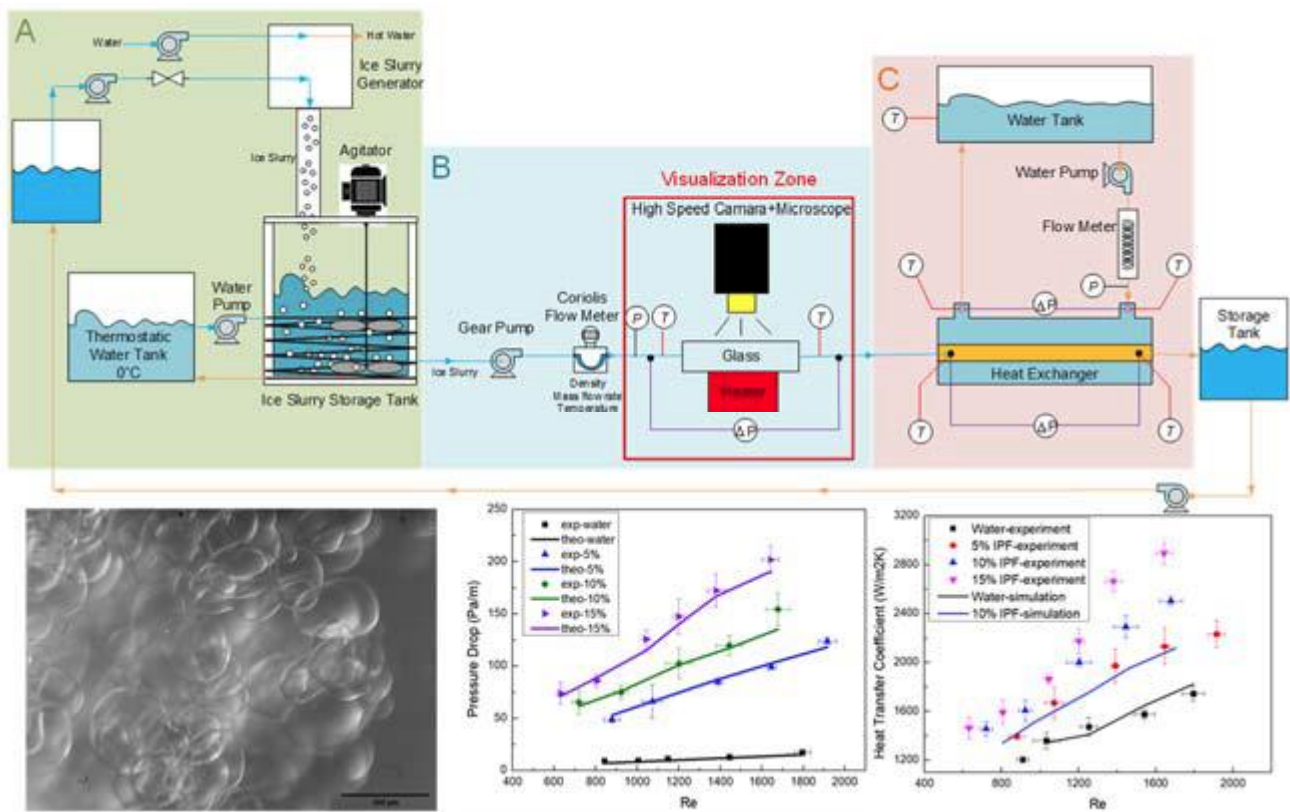 A
Water
Hot Water
Ice Slurry
Generator
Ice Slurry
Agitator
Water
Pump
Thermostatic
Water Tank
0°C
Ice Slurry Storage Tank
B
Gear Pump
Ice Slurry
Coriolis
Flow Meter
Density
Mass flow rate
Temperature
Visualization Zone
High Speed Camara+Microscope
P
T
T
Glass
Heater
ΔP
C
T
Water Tank
Water Pump
Flow Meter
P
T
ΔP
T
Heat Exchanger
T
ΔP
T
Storage
Tank
Pressure Drop (Pa/m)
250
200
150
100
50
0
exp-water
theo-water
exp-5%
theo-5%
exp-10%
theo-10%
exp-15%
theo-15%
400 600 800 1000 1200 1400 1600 1800 2000
Re
Heat Transfer Coefficient (W/m2K)
3200
2800
2400
2000
1600
1200
Water-experiment
5% IPF-experiment
10% IPF-experiment
15% IPF-experiment
Water-simulation
10% IPF-simulation
400 800 1200 1600 2000
Re